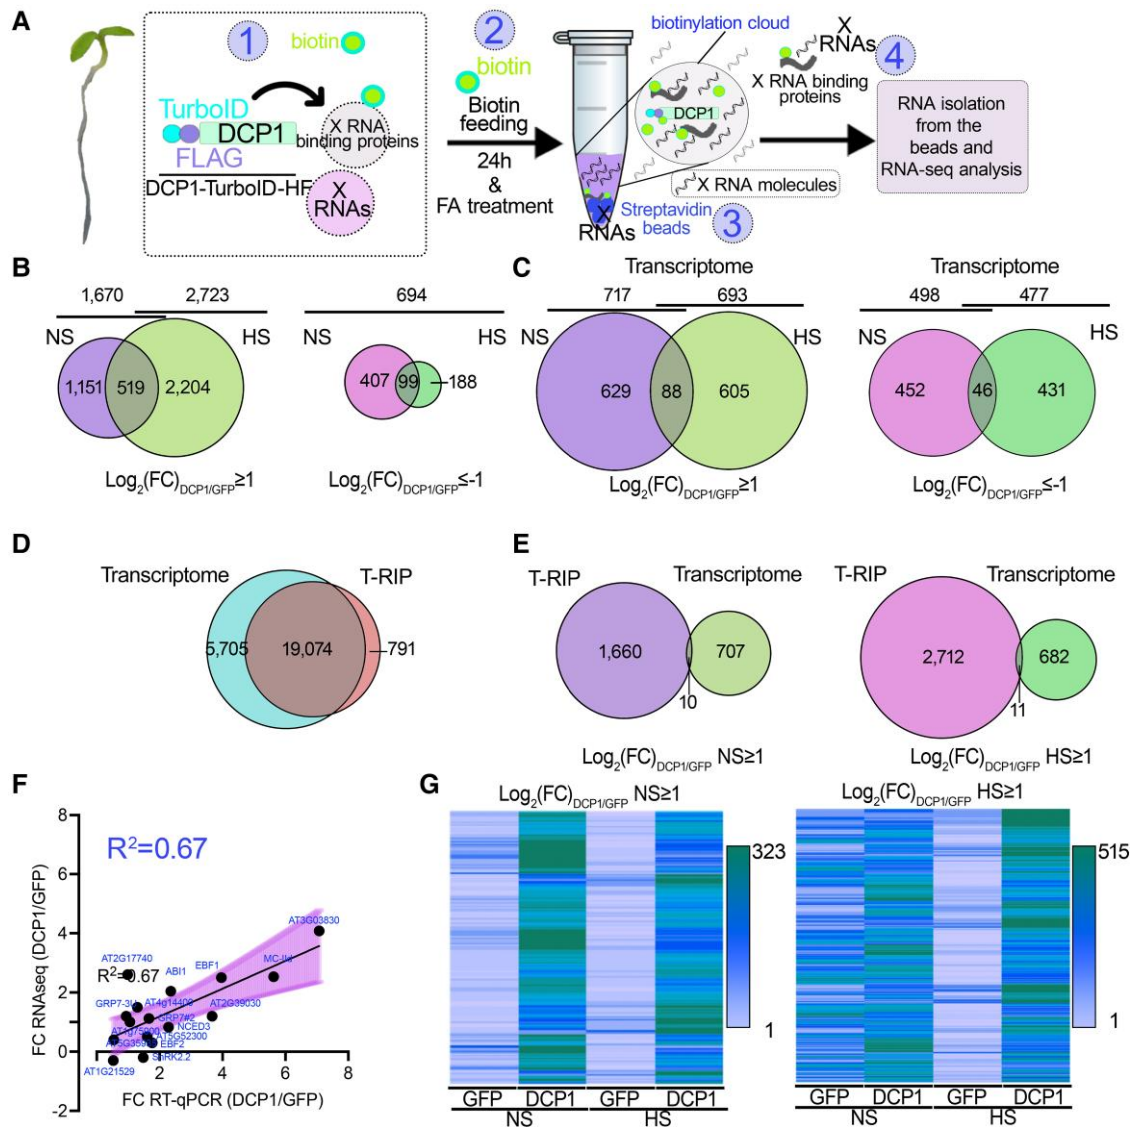 A
1
biotin
TurboID
DCP1
FLAG
DCP1-TurboID-HF
X RNA
binding proteins
X
RNAs
2
biotin
Biotin
feeding
24h
&
FA treatment
biotinylation cloud
DCP1
X RNA molecules
Streptavidin
beads
X
RNAs
3
X
RNAs
4
X RNA binding
proteins
RNA isolation
from the
beads and
RNA-seq analysis
B
1,670
2,723
NS
HS
1,151
519
2,204
Log2(FC)DCP1/GFP≥1
694
NS
HS
407
99
188
Log2(FC)DCP1/GFP≤-1
C
Transcriptome
717
693
NS
HS
629
88
605
Log2(FC)DCP1/GFP≥1
Transcriptome
498
477
NS
HS
452
46
431
Log2(FC)DCP1/GFP≤-1
D
Transcriptome
T-RIP
5,705
19,074
791
E
T-RIP
Transcriptome
1,660
707
10
Log2(FC)DCP1/GFP NS≥1
T-RIP
Transcriptome
2,712
682
11
Log2(FC)DCP1/GFP HS≥1
F
FC RNAseq (DCP1/GFP)
8
6
4
2
0
-2
R2=0.67
AT3G03830
AT2G17740
R2=0.67
ABI1
EBF1
MC-IId
GRP7-3U
AT4g14400
AT2G39030
GRP7#2
NCED3
AT1g75900
AT5G52300
EBF2
SnRK2.2
AT1G21529
2
4
6
8
FC RT-qPCR (DCP1/GFP)
G
Log2(FC)DCP1/GFP NS≥1
323
1
GFP
DCP1
GFP
DCP1
NS
HS
Log2(FC)DCP1/GFP HS≥1
515
1
GFP
DCP1
GFP
DCP1
NS
HS